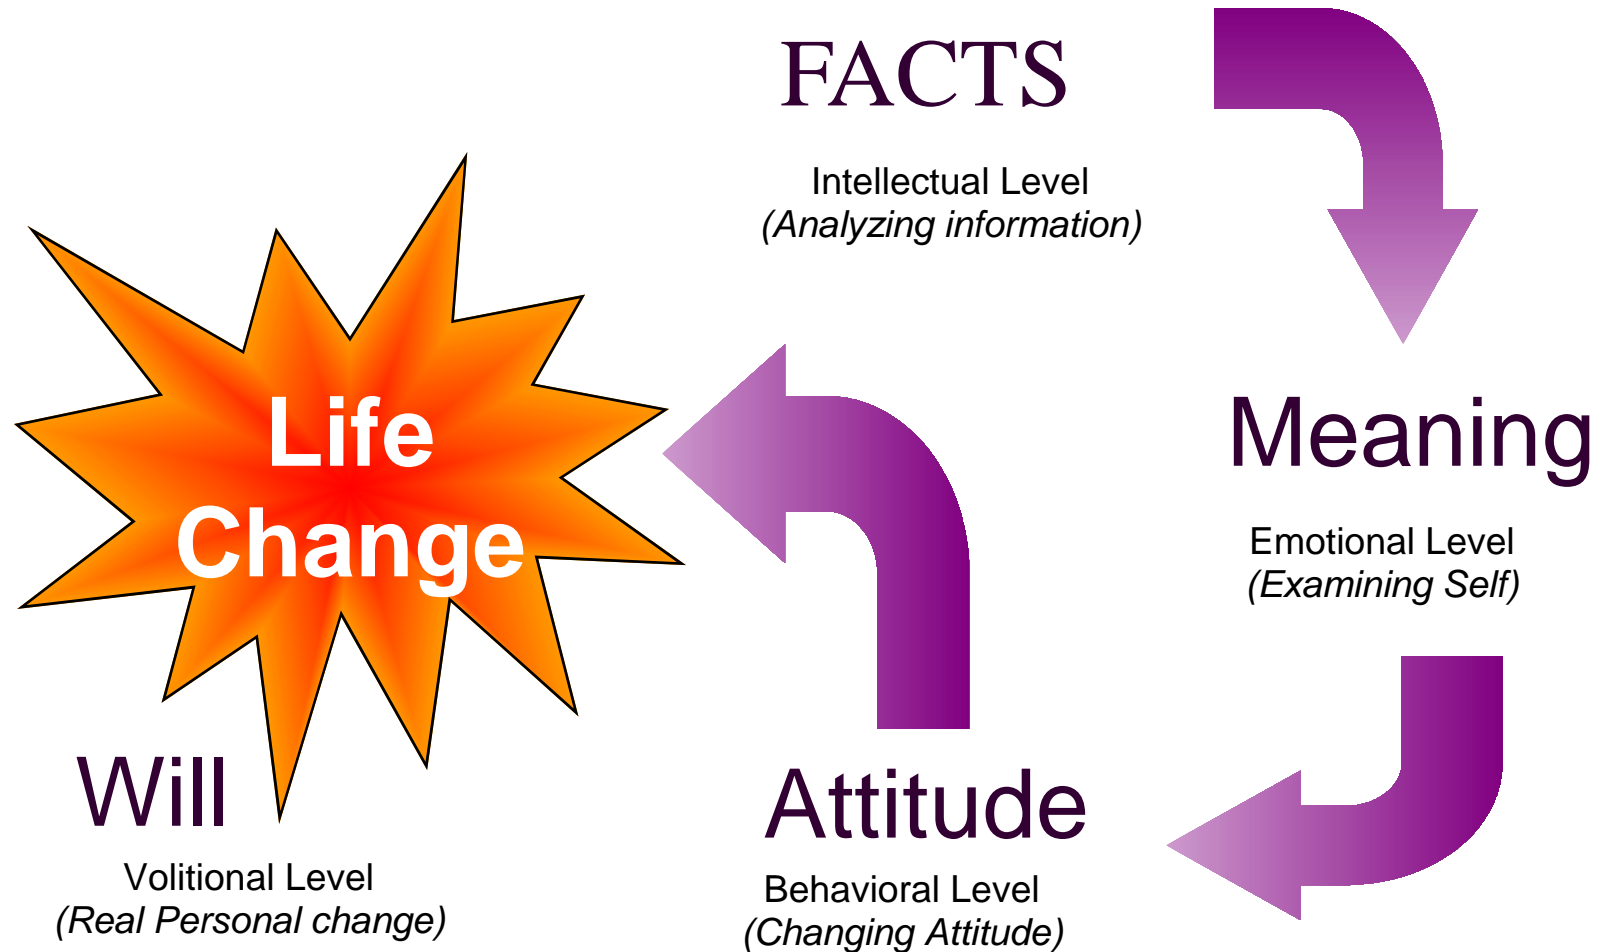 FACTS
Intellectual Level
(Analyzing information)
Meaning
Emotional Level
(Examining Self)
Attitude
Behavioral Level
(Changing Attitude)
Life
Change
Will
Volitional Level
(Real Personal change)